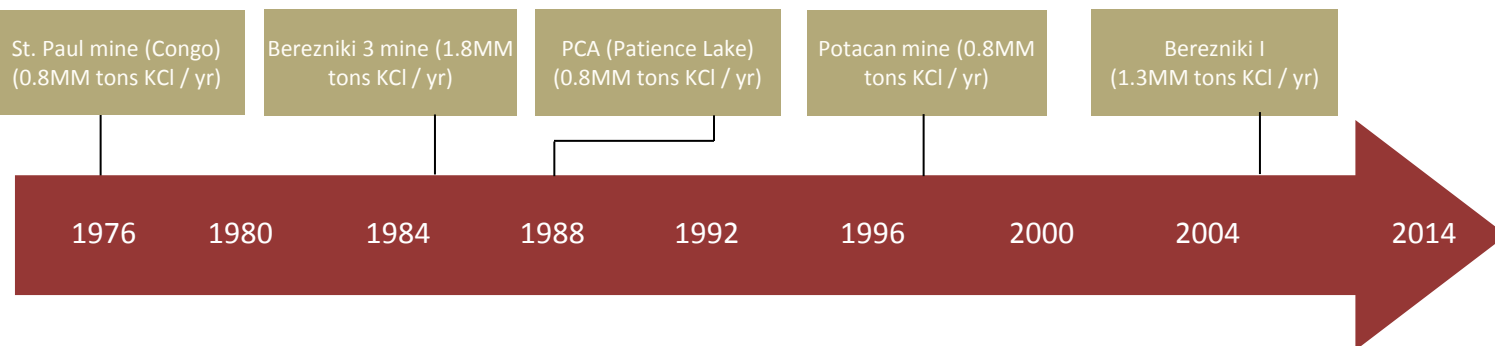 St. Paul mine (Congo)
(0.8MM tons KCl / yr)
Berezniki 3 mine (1.8MM
tons KCl / yr)
PCA (Patience Lake)
(0.8MM tons KCl / yr)
Potacan mine (0.8MM
tons KCl / yr)
Berezniki I
(1.3MM tons KCl / yr)
1976 1980 1984 1988 1992 1996 2000 2004 2014